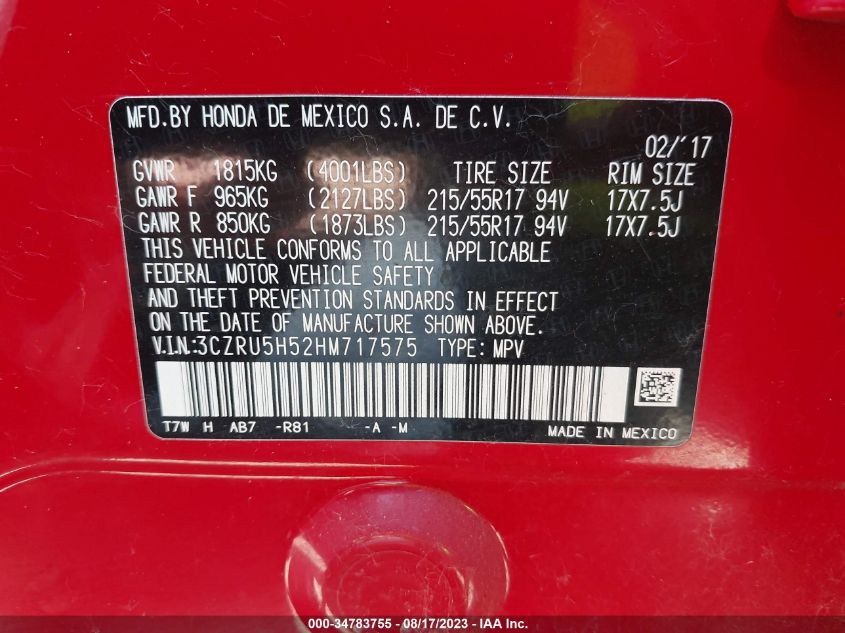 MFD.BY HONDA DE MEXICO S.A. DE C.V.
02/'17
GVWR 1815KG (4001LBS) TIRE SIZE RIM SIZE
GAWR F 965KG (2127LBS) 215/55R17 94V 17X7.5J
GAWR R 850KG (1873LBS) 215/55R17 94V 17X7.5J
THIS VEHICLE CONFORMS TO ALL APPLICABLE
FEDERAL MOTOR VEHICLE SAFETY
AND THEFT PREVENTION STANDARDS IN EFFECT
ON THE DATE OF MANUFACTURE SHOWN ABOVE.
V.I.N:3CZRU5H52HM717575 TYPE: MPV
T7W H AB7 -R81 -A -M MADE IN MEXICO
000-34783755 - 08/17/2023 - Copyright IAA, Inc.